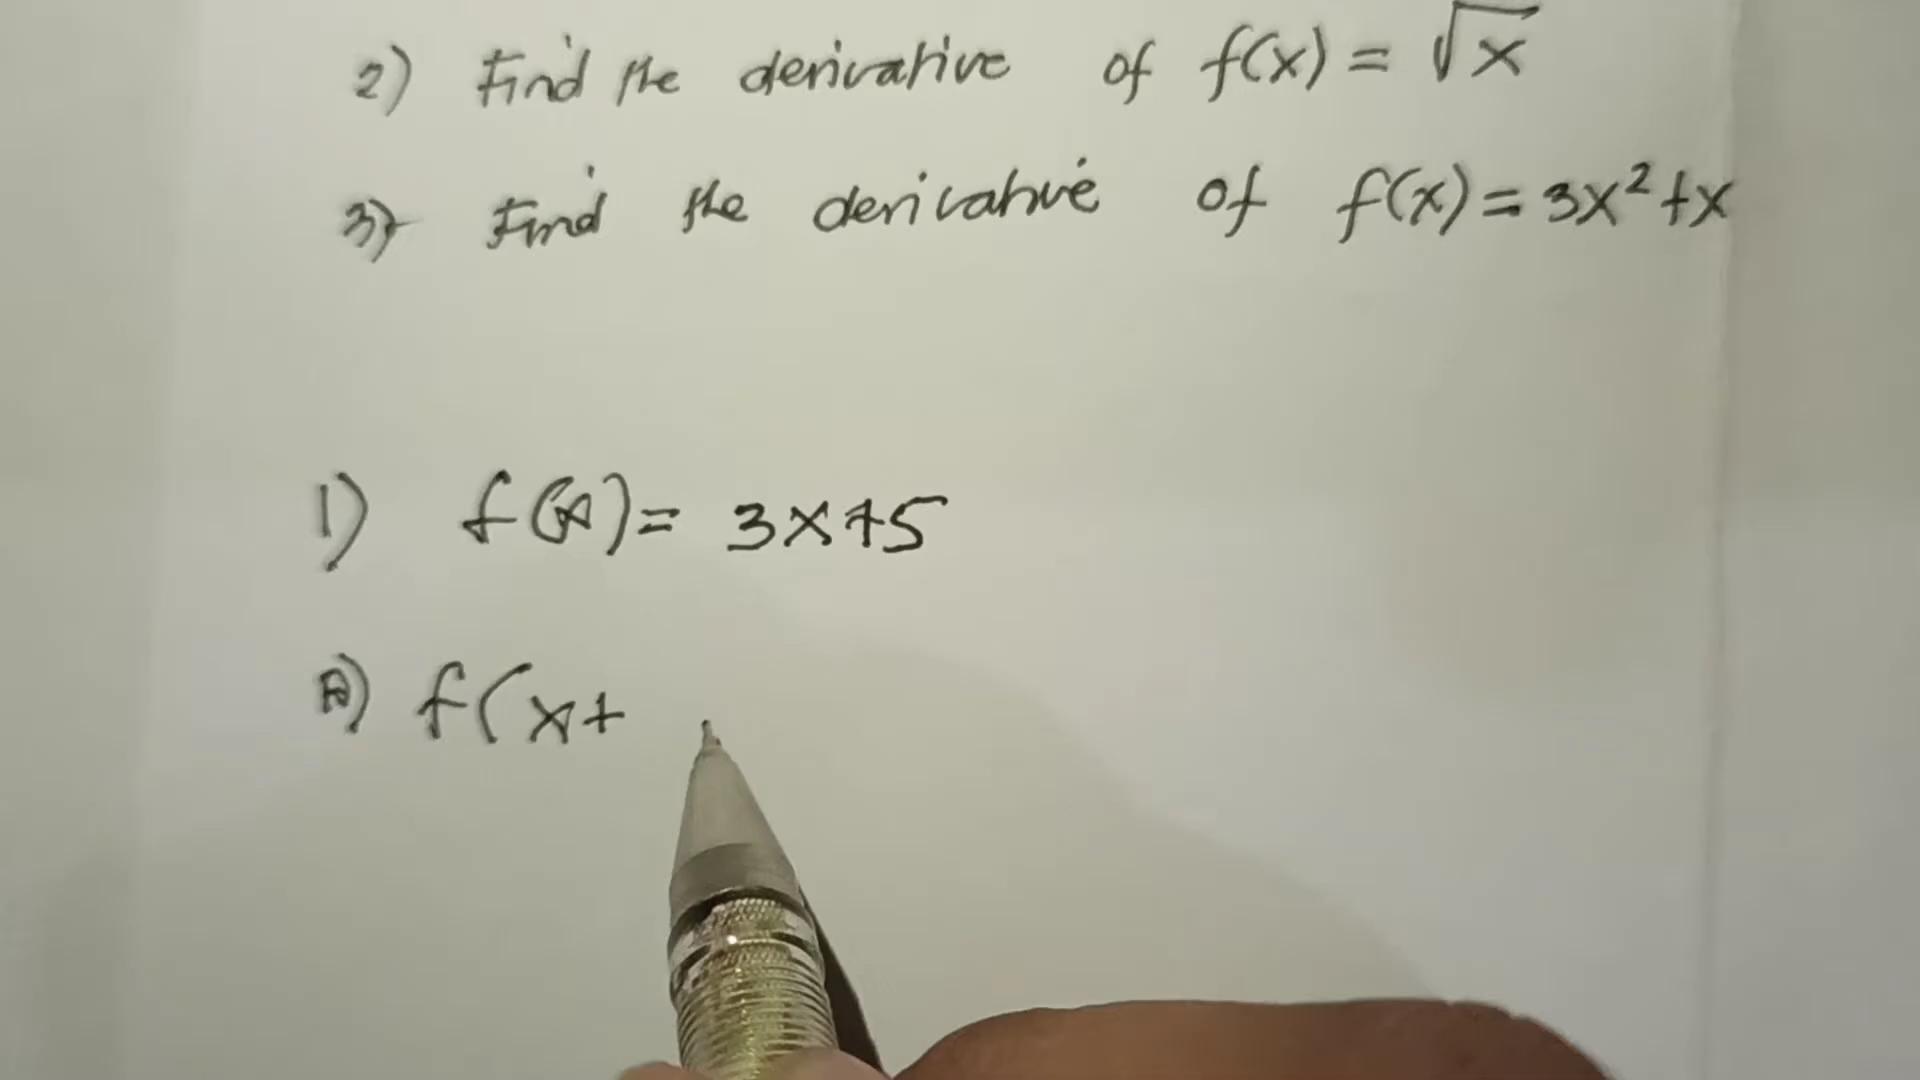 2) Find the derivative of f(x) = √x
3) Find the derivative of f(x) = 3x²+x
1) f(x) = 3x+5
A) f(x+